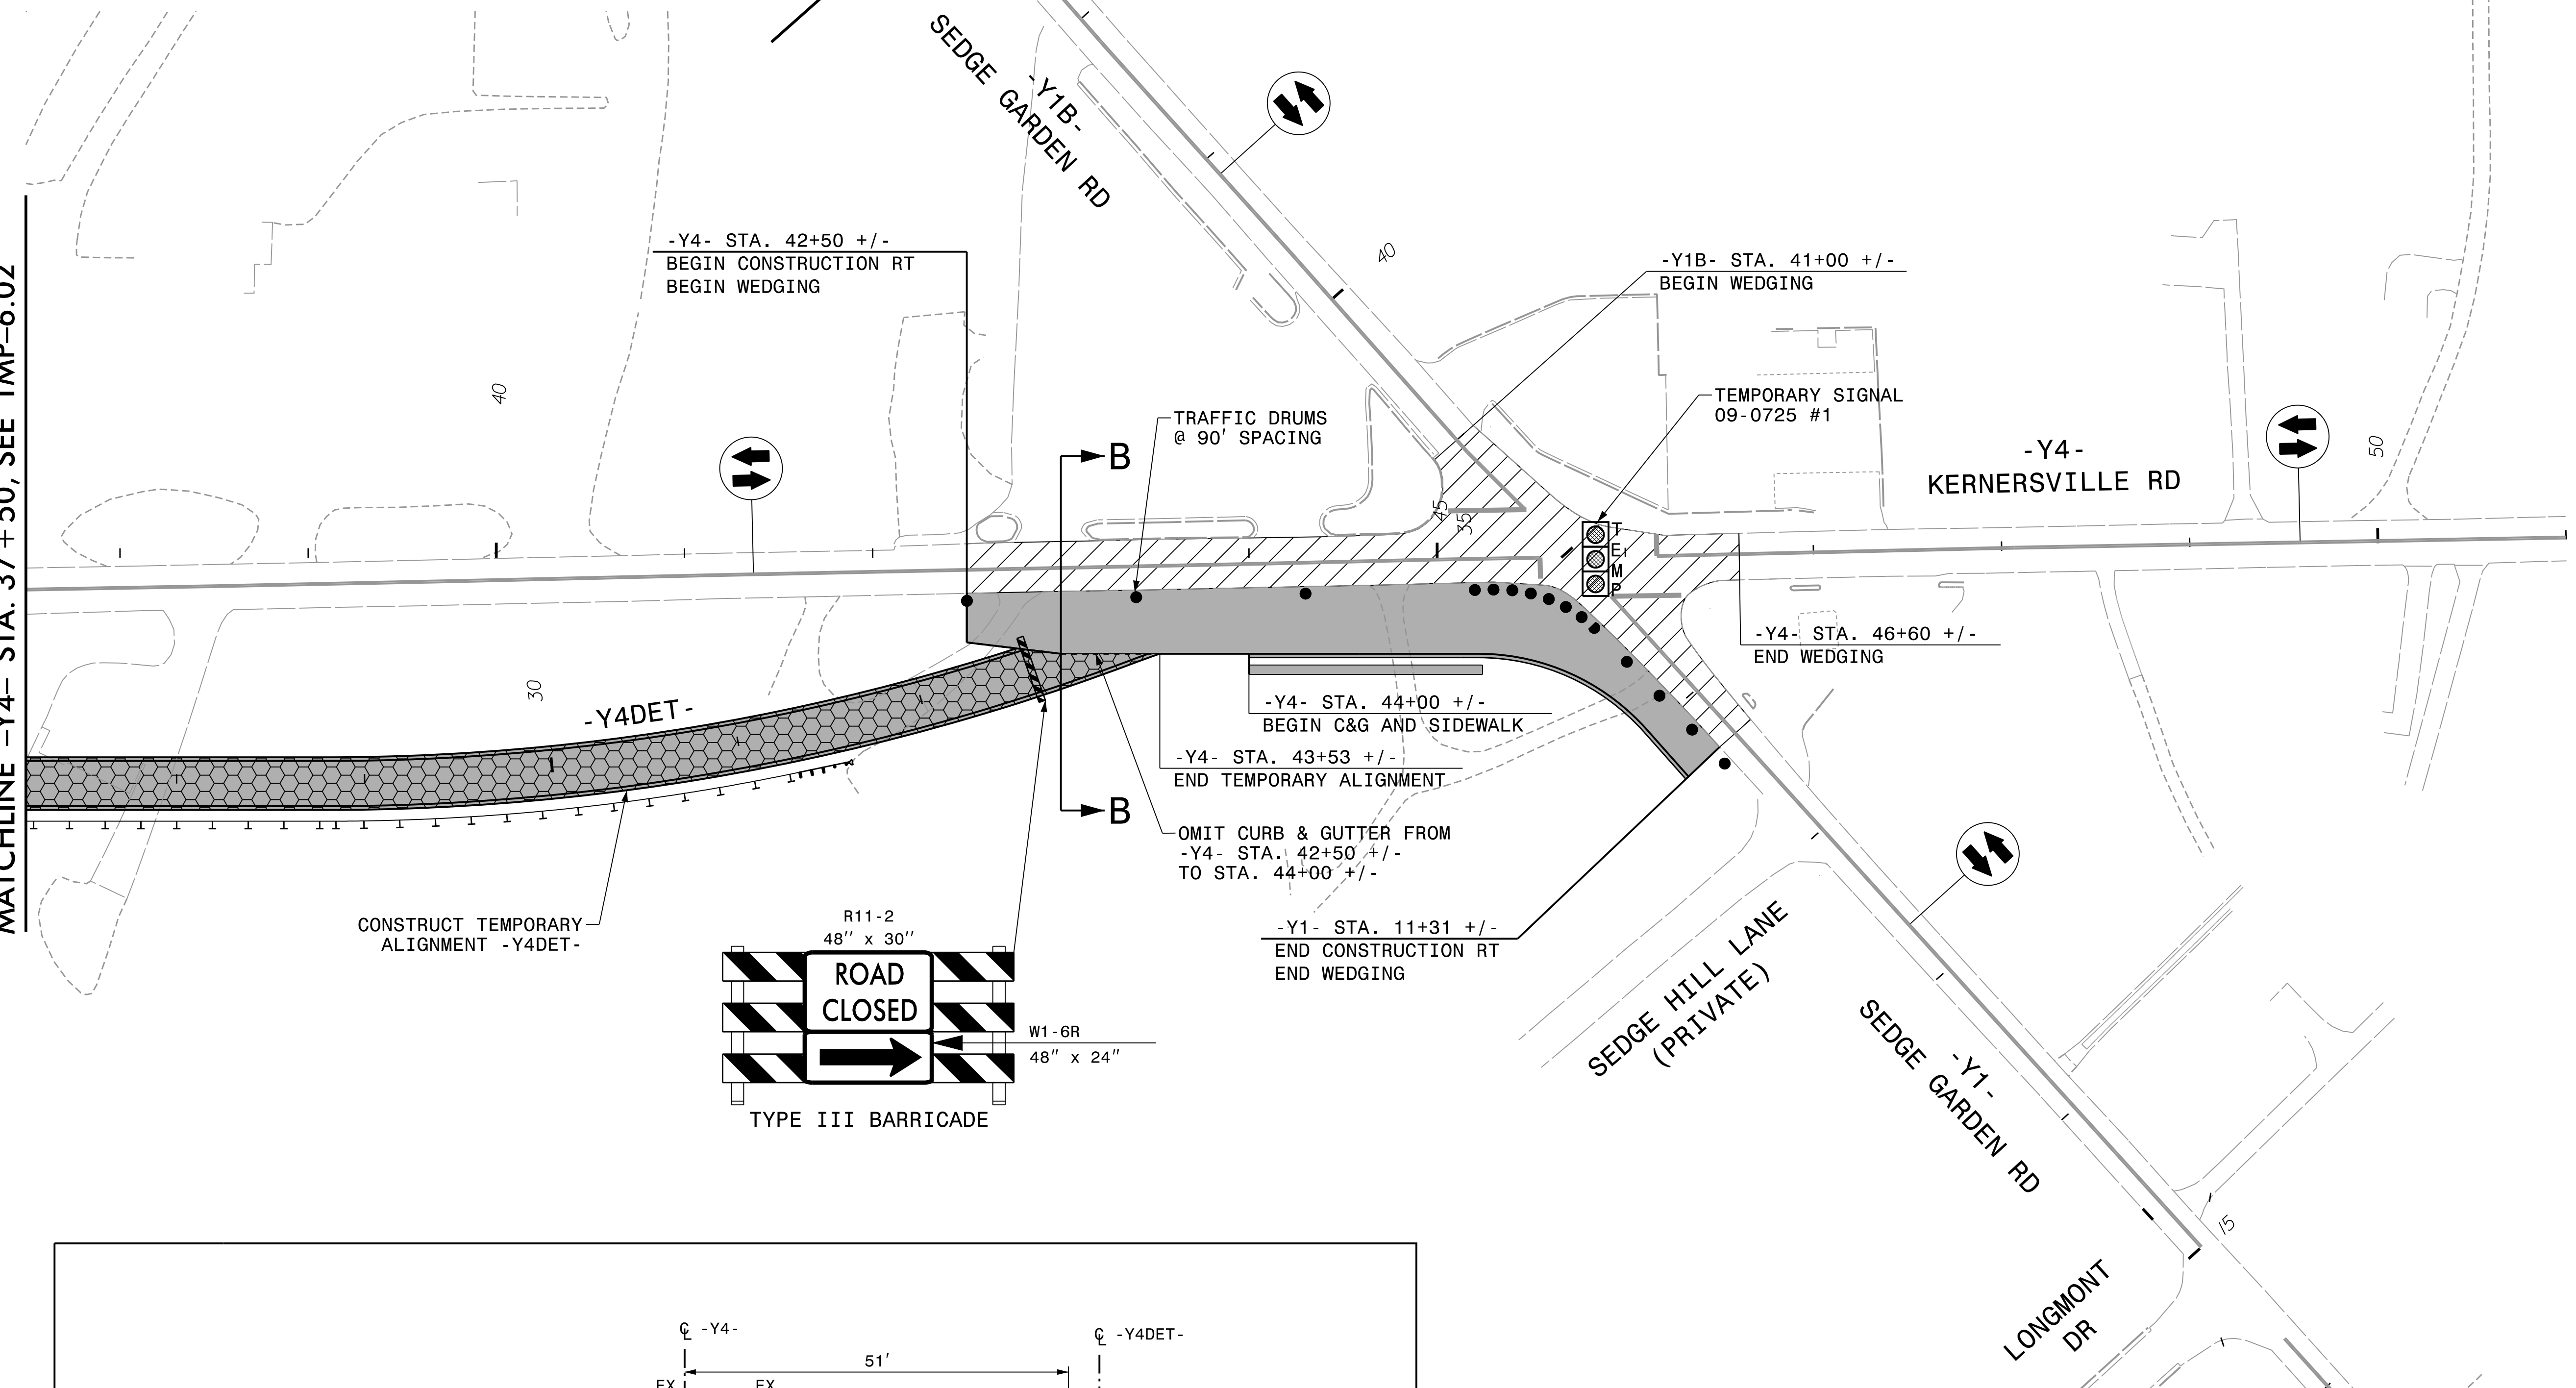 MATCHLINE -Y4- STA. 37+50, SEE TMP-6.02
SEDGE GARDEN RD
-Y1B-
40
-Y4- STA. 42+50 +/-
BEGIN CONSTRUCTION RT
BEGIN WEDGING
-Y1B- STA. 41+00 +/-
BEGIN WEDGING
40
TRAFFIC DRUMS
@ 90' SPACING
TEMPORARY SIGNAL
09-0725 #1
B
-Y4-
KERNERSVILLE RD
50
45
35
T
E
M
P
-Y4- STA. 46+60 +/-
END WEDGING
30
-Y4DET-
-Y4- STA. 44+00 +/-
BEGIN C&G AND SIDEWALK
-Y4- STA. 43+53 +/-
END TEMPORARY ALIGNMENT
B
OMIT CURB & GUTTER FROM
-Y4- STA. 42+50 +/-
TO STA. 44+00 +/-
CONSTRUCT TEMPORARY
ALIGNMENT -Y4DET-
R11-2
48" x 30"
ROAD
CLOSED
W1-6R
48" x 24"
TYPE III BARRICADE
-Y1- STA. 11+31 +/-
END CONSTRUCTION RT
END WEDGING
SEDGE HILL LANE
(PRIVATE)
-Y1-
SEDGE GARDEN RD
15
LONGMONT
DR
℄ -Y4-
℄ -Y4DET-
51'
EX
EX